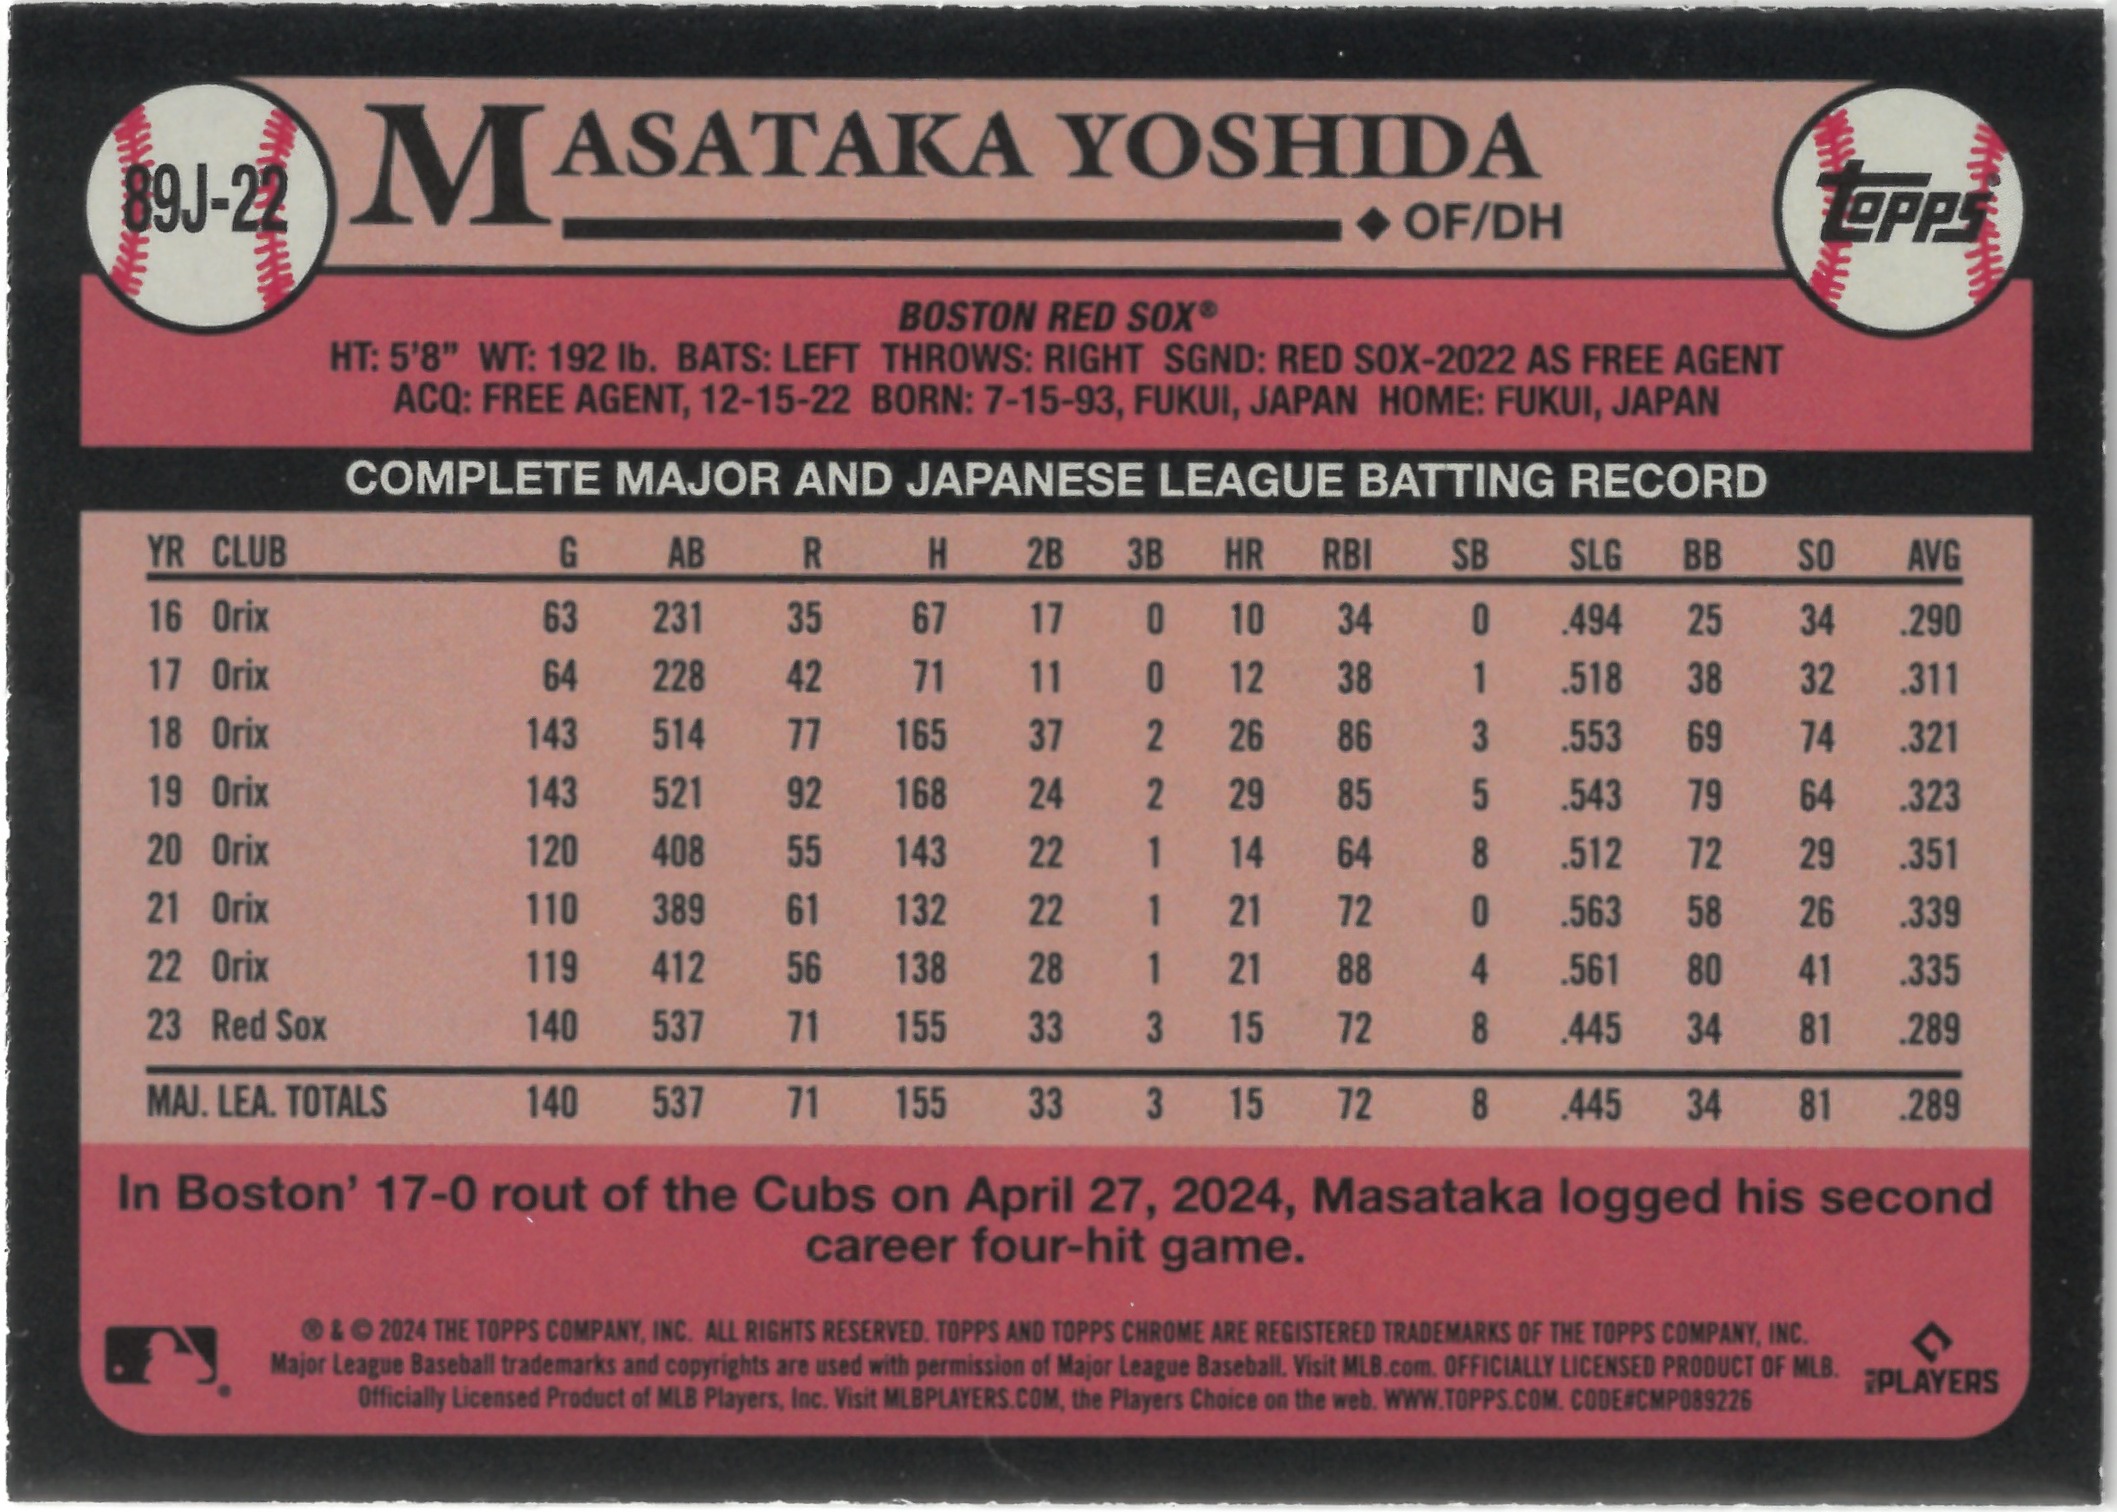 89J-22
MASATAKA YOSHIDA
OF/DH
topps
BOSTON RED SOX®
HT: 5'8" WT: 192 lb. BATS: LEFT THROWS: RIGHT SGND: RED SOX-2022 AS FREE AGENT
ACQ: FREE AGENT, 12-15-22 BORN: 7-15-93, FUKUI, JAPAN HOME: FUKUI, JAPAN
COMPLETE MAJOR AND JAPANESE LEAGUE BATTING RECORD
YR CLUB G AB R H 2B 3B HR RBI SB SLG BB SO AVG
16 Orix 63 231 35 67 17 0 10 34 0 .494 25 34 .290
17 Orix 64 228 42 71 11 0 12 38 1 .518 38 32 .311
18 Orix 143 514 77 165 37 2 26 86 3 .553 69 74 .321
19 Orix 143 521 92 168 24 2 29 85 5 .543 79 64 .323
20 Orix 120 408 55 143 22 1 14 64 8 .512 72 29 .351
21 Orix 110 389 61 132 22 1 21 72 0 .563 58 26 .339
22 Orix 119 412 56 138 28 1 21 88 4 .561 80 41 .335
23 Red Sox 140 537 71 155 33 3 15 72 8 .445 34 81 .289
MAJ. LEA. TOTALS 140 537 71 155 33 3 15 72 8 .445 34 81 .289
In Boston' 17-0 rout of the Cubs on April 27, 2024, Masataka logged his second
career four-hit game.
® & © 2024 THE TOPPS COMPANY, INC. ALL RIGHTS RESERVED. TOPPS AND TOPPS CHROME ARE REGISTERED TRADEMARKS OF THE TOPPS COMPANY, INC.
Major League Baseball trademarks and copyrights are used with permission of Major League Baseball. Visit MLB.com. OFFICIALLY LICENSED PRODUCT OF MLB.
Officially Licensed Product of MLB Players, Inc. Visit MLBPLAYERS.COM, the Players Choice on the web. WWW.TOPPS.COM. CODE#CMP089226
MLB PLAYERS